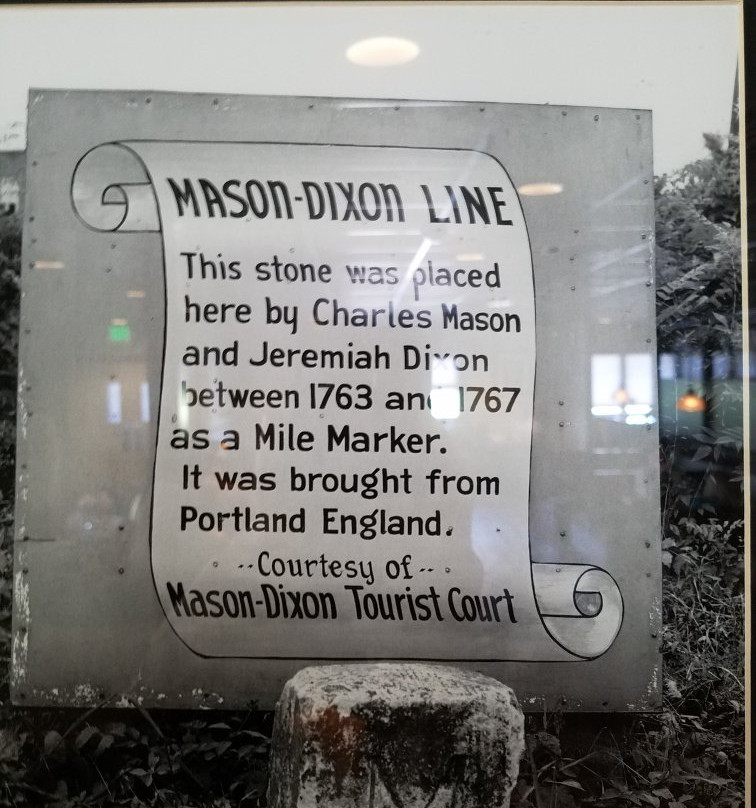 MASON-DIXON LINE
This stone was placed
here by Charles Mason
and Jeremiah Dixon
between 1763 and 1767
as a Mile Marker.
It was brought from
Portland England.
--Courtesy of--
Mason-Dixon Tourist Court
M